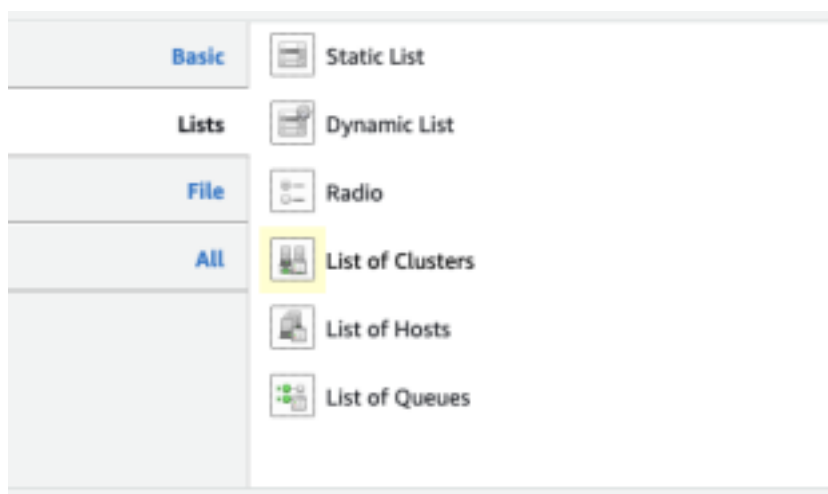 Basic
Lists
File
All
Static List
Dynamic List
Radio
List of Clusters
List of Hosts
List of Queues